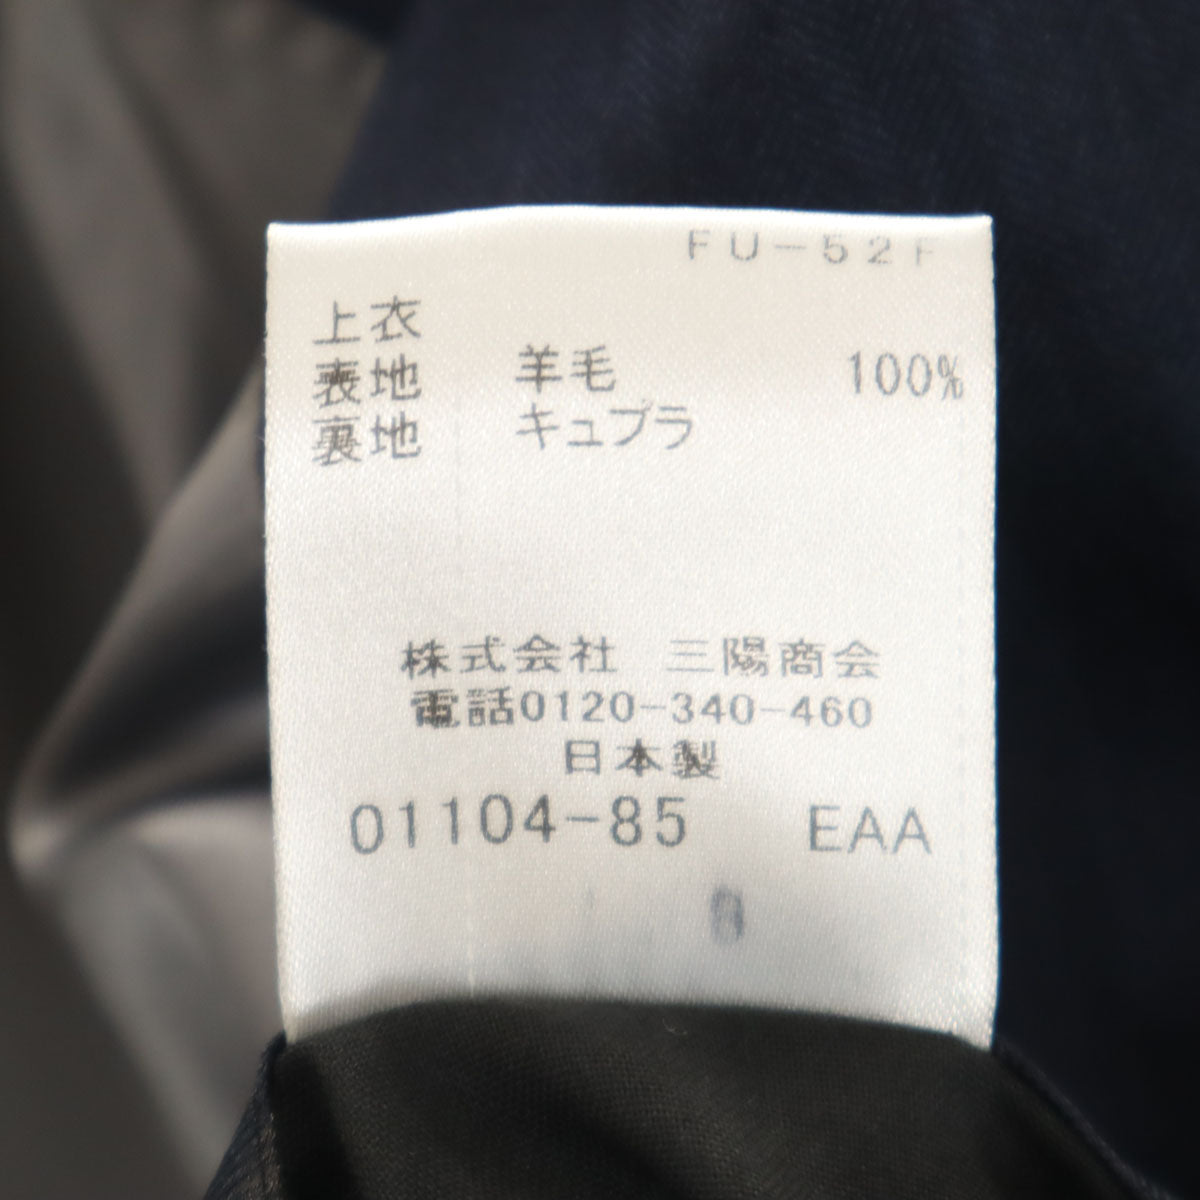 FU-52F
上衣
表地 羊毛 100%
裏地 キュプラ
株式会社 三陽商会
電話0120-340-460
日本製
01104-85 EAA